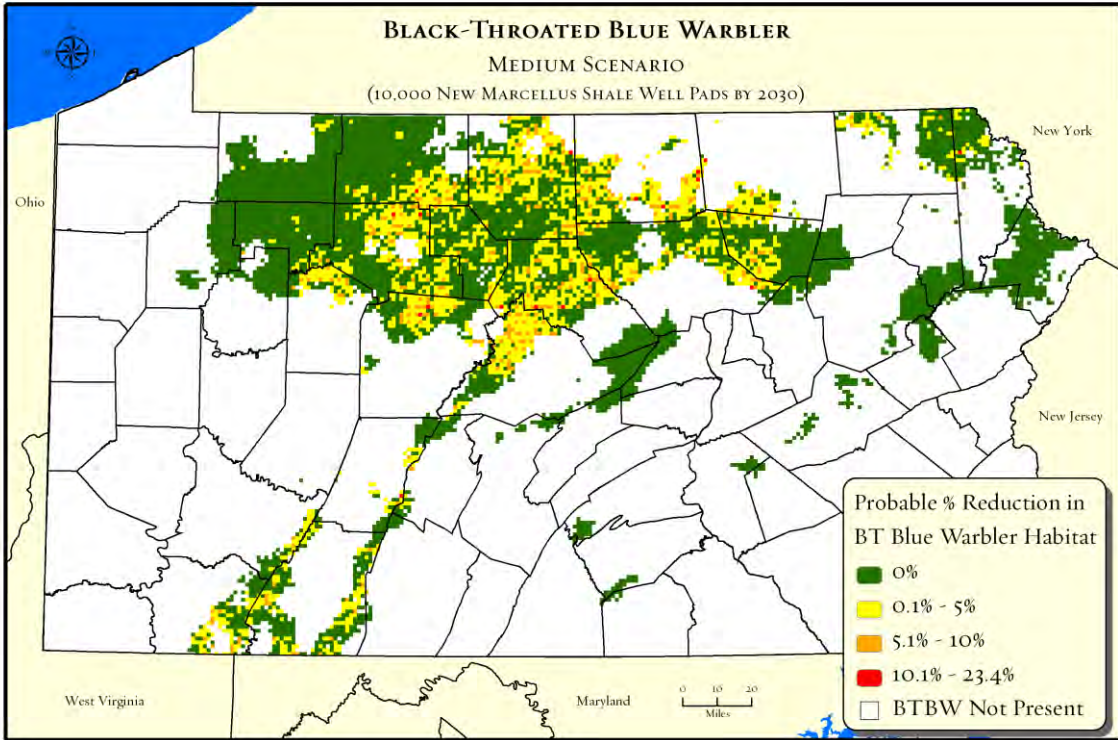 Black-Throated Blue Warbler
Medium Scenario
(10,000 New Marcellus Shale Well Pads by 2030)
New York
Ohio
New Jersey
West Virginia
Maryland
0 10 20
Miles
Probable % Reduction in
BT Blue Warbler Habitat
0%
0.1% - 5%
5.1% - 10%
10.1% - 23.4%
BTBW Not Present